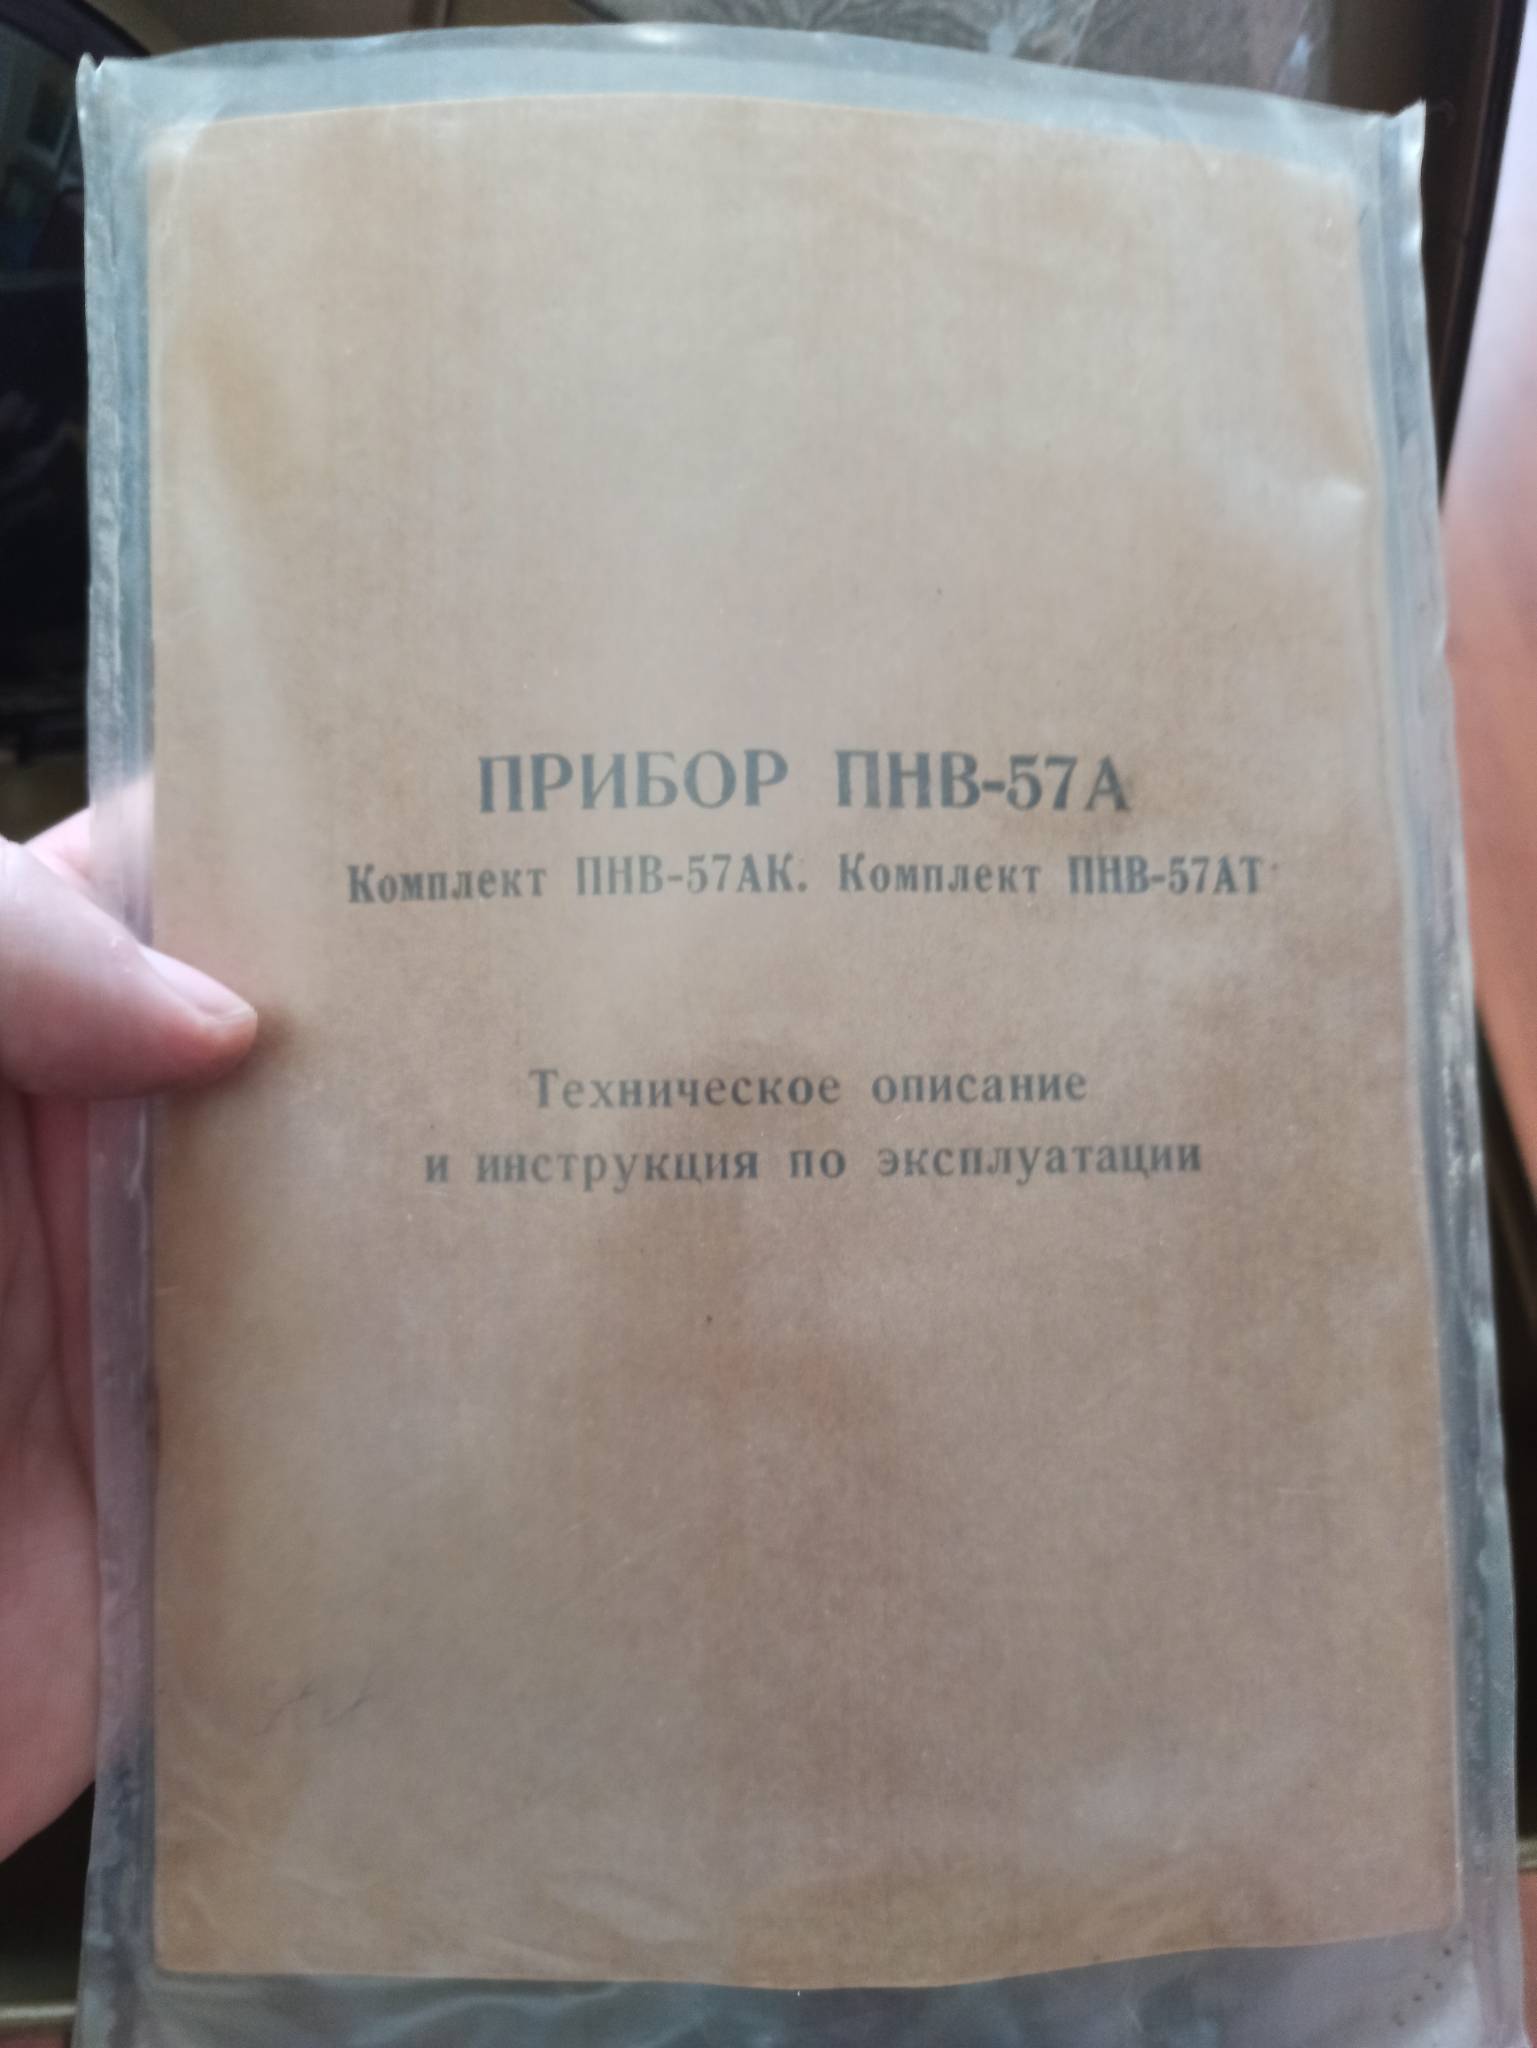 ПРИБОР ПНВ-57А
Комплект ПНВ-57АК. Комплект ПНВ-57АТ
Техническое описание
и инструкция по эксплуатации